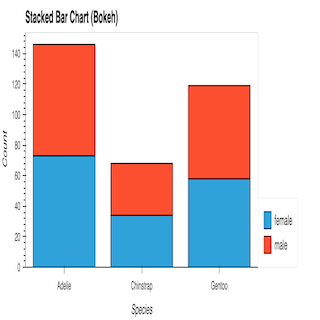 Stacked Bar Chart (Bokeh)
140
120
100
80
60
40
20
0
Count
Adelie
Chinstrap
Gentoo
Species
female
male